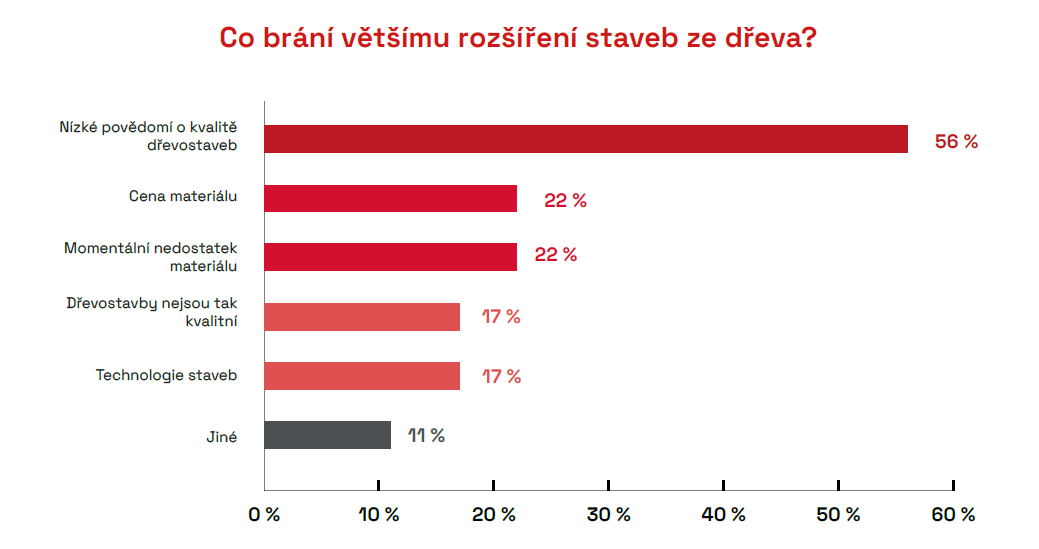 Co brání většímu rozšíření staveb ze dřeva?
Nízké povědomí o kvalitě
dřevostaveb
56 %
Cena materiálu
22 %
Momentální nedostatek
materiálu
22 %
Dřevostavby nejsou tak
kvalitní
17 %
Technologie staveb
17 %
Jiné
11 %
0 % 10 % 20 % 30 % 40 % 50 % 60 %